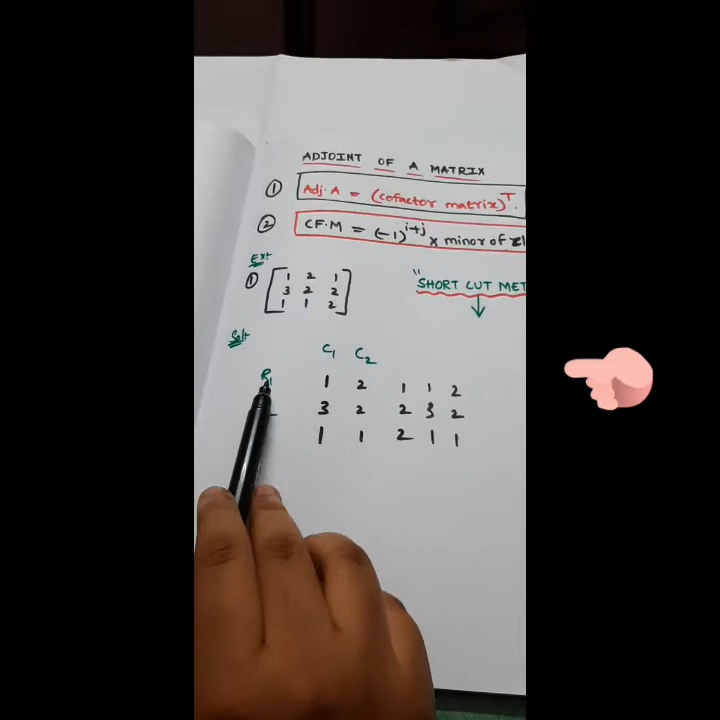 ADJOINT OF A MATRIX
① Adj. A = (cofactor matrix)ᵀ.
② CF.M = (-1)ⁱ⁺ʲ x minor of
①
1 2 1
3 2 2
1 1 2
"SHORT CUT MET
C₁ C₂
R₁ 1 2 1 1 2
3 2 2 3 2
1 1 2 1 1